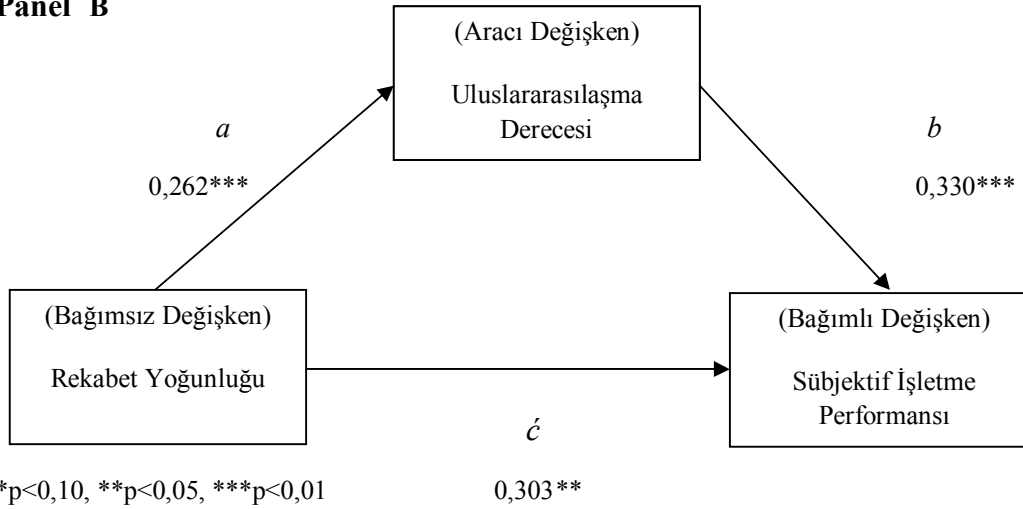 Panel B
(Aracı Değişken)
Uluslararasılaşma
Derecesi
a
0,262***
b
0,330***
(Bağımsız Değişken)
Rekabet Yoğunluğu
(Bağımlı Değişken)
Sübjektif İşletme
Performansı
ć
*p<0,10, **p<0,05, ***p<0,01
0,303**